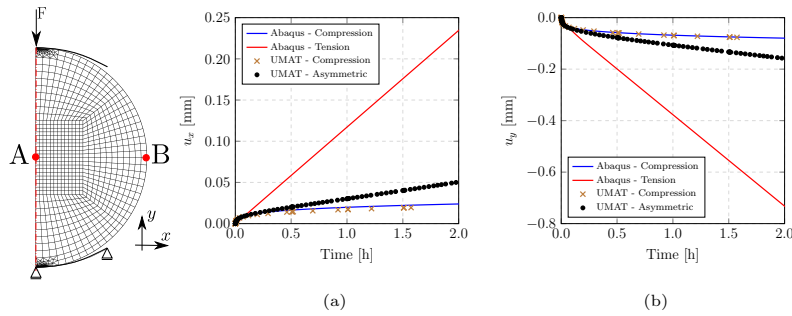 F
A
B
y
x
0.25
0.20
0.15
0.10
0.05
0.00
u_x [mm]
Abaqus - Compression
Abaqus - Tension
UMAT - Compression
UMAT - Asymmetric
0.0 0.5 1.0 1.5 2.0
Time [h]
(a)
−0.0
−0.2
−0.4
−0.6
−0.8
u_y [mm]
Abaqus - Compression
Abaqus - Tension
UMAT - Compression
UMAT - Asymmetric
0.0 0.5 1.0 1.5 2.0
Time [h]
(b)